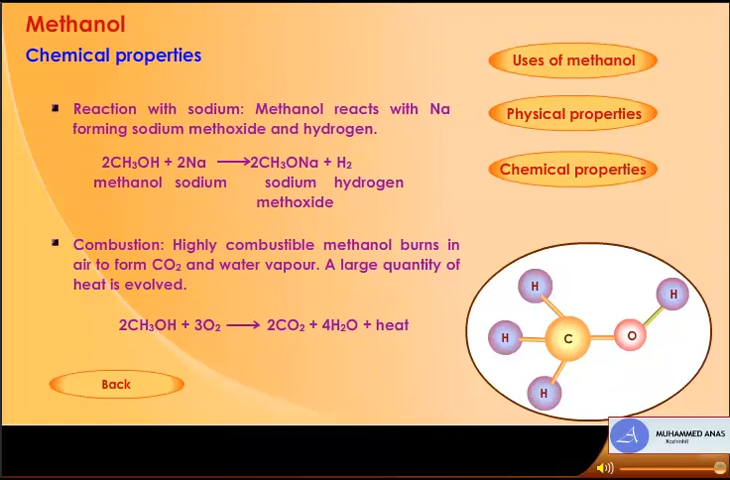 Methanol
Chemical properties
Uses of methanol
Physical properties
Chemical properties
Reaction with sodium: Methanol reacts with Na
forming sodium methoxide and hydrogen.
2CH₃OH + 2Na ⟶ 2CH₃ONa + H₂
methanol sodium sodium hydrogen
methoxide
Combustion: Highly combustible methanol burns in
air to form CO₂ and water vapour. A large quantity of
heat is evolved.
2CH₃OH + 3O₂ ⟶ 2CO₂ + 4H₂O + heat
H
H
H C O
H
Back
A MUHAMMED ANAS